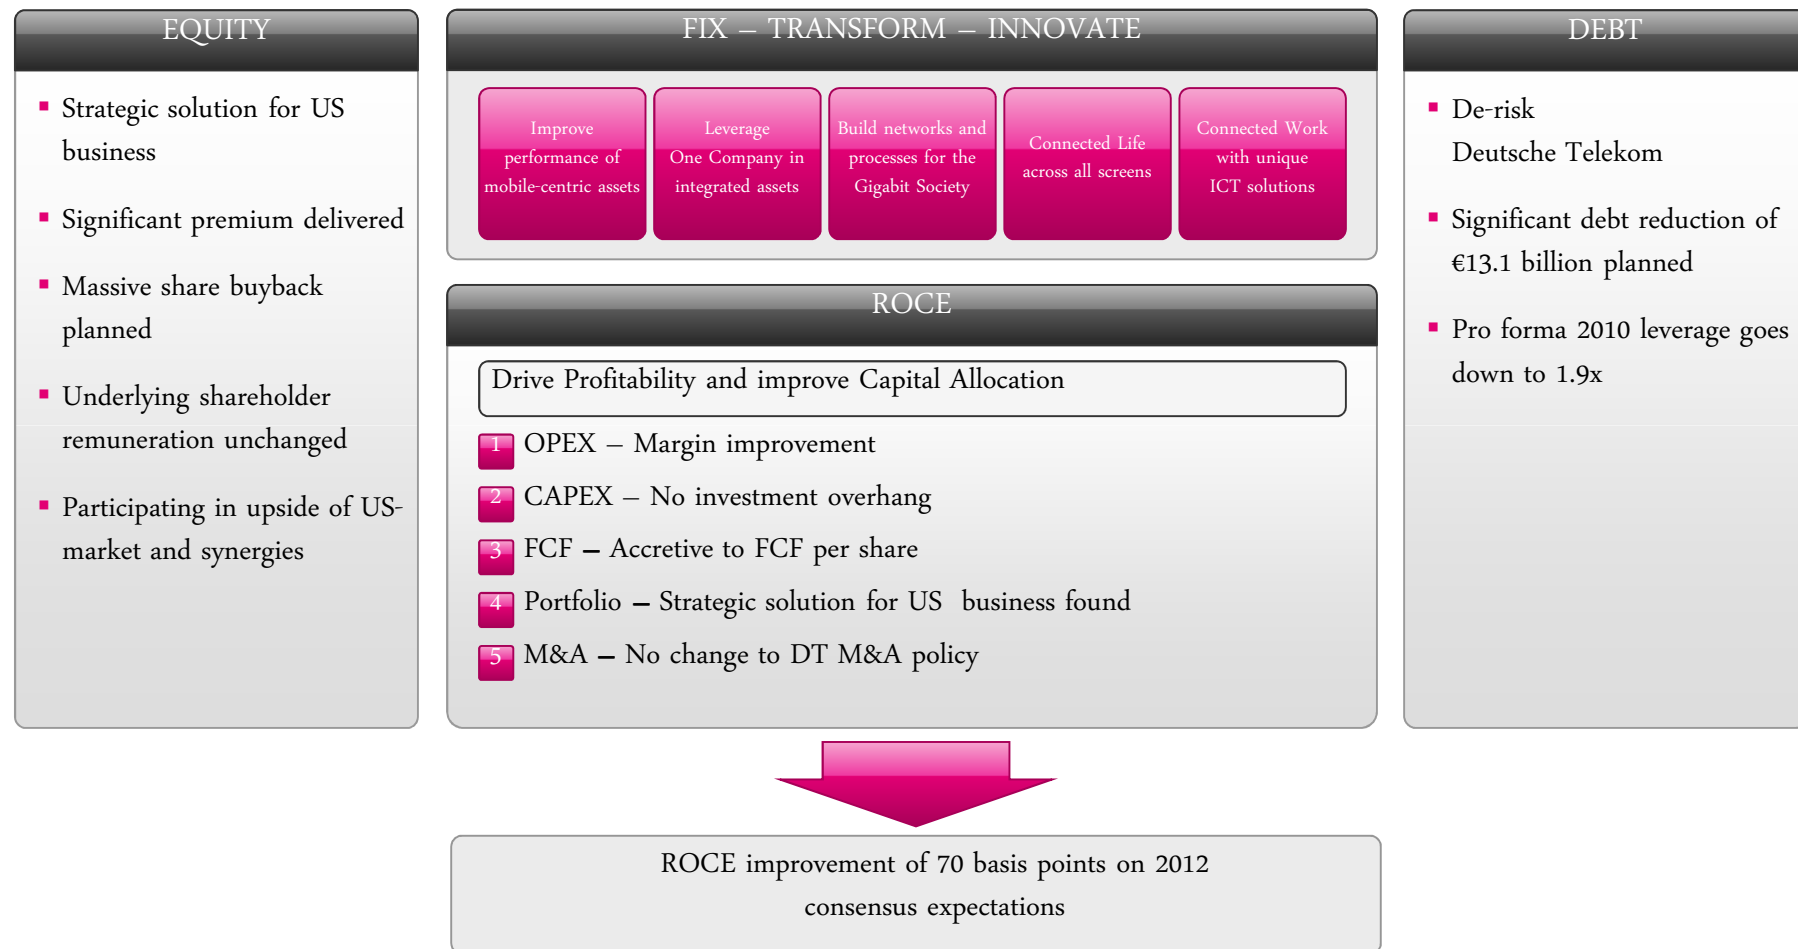 EQUITY
Strategic solution for US
business
Significant premium delivered
Massive share buyback
planned
Underlying shareholder
remuneration unchanged
Participating in upside of US-
market and synergies
FIX – TRANSFORM – INNOVATE
Improve
performance of
mobile-centric assets
Leverage
One Company in
integrated assets
Build networks and
processes for the
Gigabit Society
Connected Life
across all screens
Connected Work
with unique
ICT solutions
ROCE
Drive Profitability and improve Capital Allocation
1 OPEX – Margin improvement
2 CAPEX – No investment overhang
3 FCF – Accretive to FCF per share
4 Portfolio – Strategic solution for US  business found
5 M&A – No change to DT M&A policy
ROCE improvement of 70 basis points on 2012
consensus expectations
DEBT
De-risk
Deutsche Telekom
Significant debt reduction of
€13.1 billion planned
Pro forma 2010 leverage goes
down to 1.9x